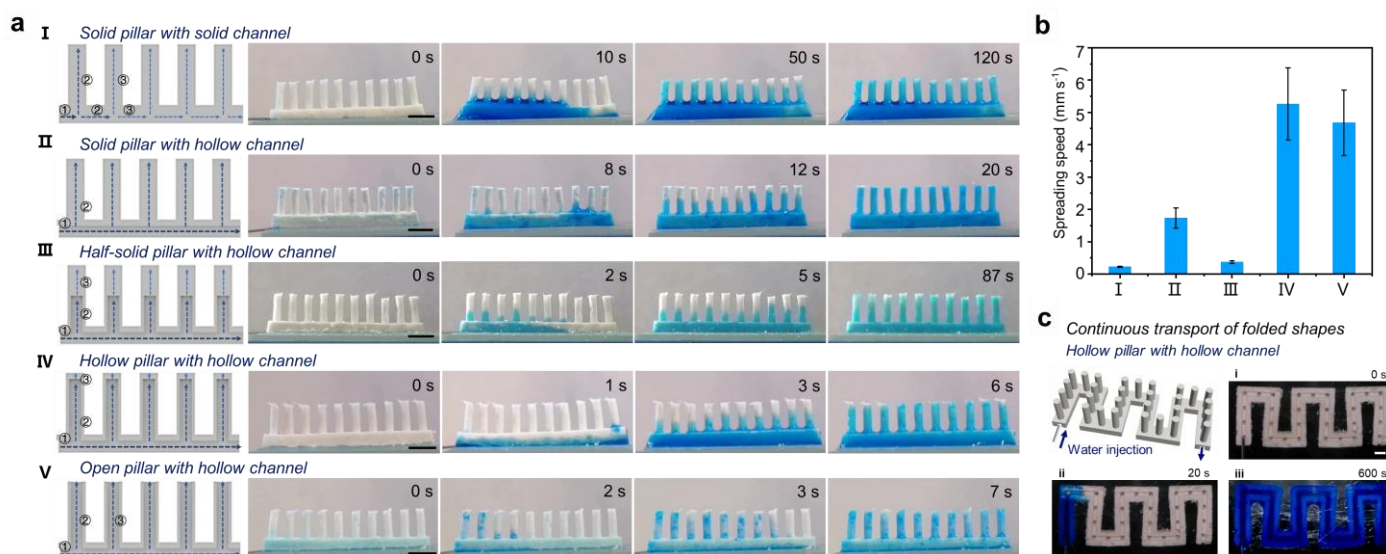 a
I Solid pillar with solid channel
① ② ② ③ ③
0 s 10 s 50 s 120 s
II Solid pillar with hollow channel
① ②
0 s 8 s 12 s 20 s
III Half-solid pillar with hollow channel
① ② ③
0 s 2 s 5 s 87 s
IV Hollow pillar with hollow channel
① ② ③
0 s 1 s 3 s 6 s
V Open pillar with hollow channel
① ② ③
0 s 2 s 3 s 7 s
b
Spreading speed (mm s⁻¹)
7
6
5
4
3
2
1
0
I II III IV V
c Continuous transport of folded shapes
Hollow pillar with hollow channel
Water injection
i 0 s
ii 20 s
iii 600 s